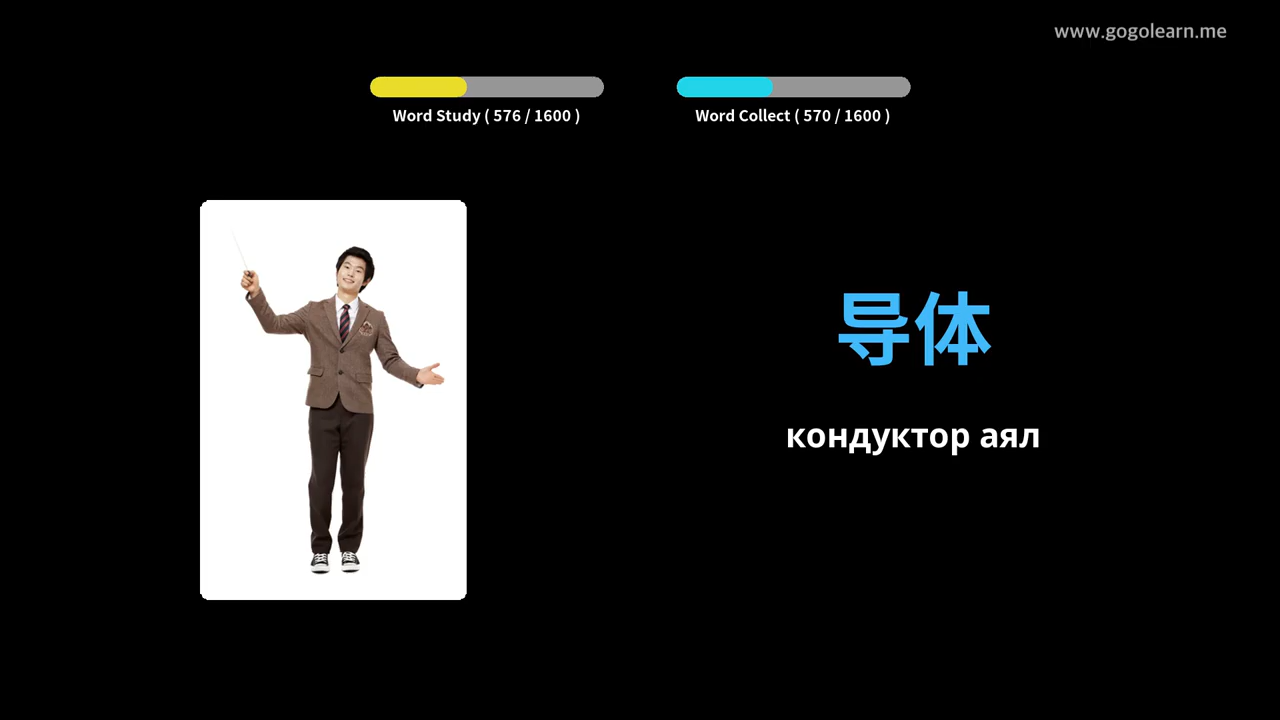 www.gogolearn.me
Word Study ( 576 / 1600 )
Word Collect ( 570 / 1600 )
导体
кондуктор аял